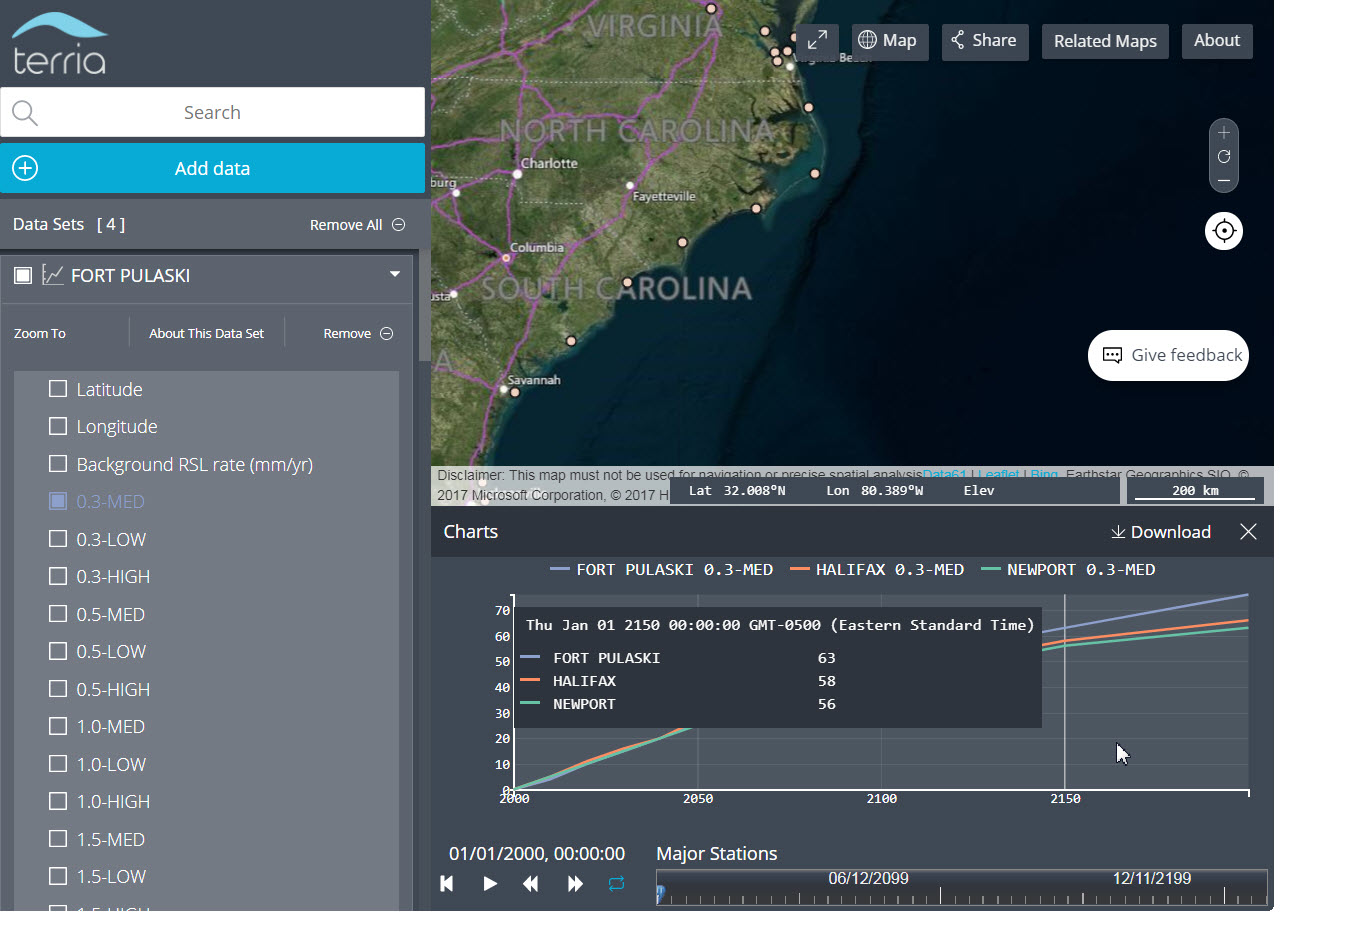 terria
Search
Add data
Data Sets [ 4 ]
Remove All
FORT PULASKI
Zoom To
About This Data Set
Remove
Latitude
Longitude
Background RSL rate (mm/yr)
0.3-MED
0.3-LOW
0.3-HIGH
0.5-MED
0.5-LOW
0.5-HIGH
1.0-MED
1.0-LOW
1.0-HIGH
1.5-MED
1.5-LOW
1.5-HIGH
Map
Share
Related Maps
About
VIRGINIA
Virginia Beach
NORTH CAROLINA
Charlotte
burg
Fayetteville
Columbia
usta
SOUTH CAROLINA
A
Savannah
Give feedback
Disclaimer: This map must not be used for navigation or precise spatial analysis Data61 | Leaflet | Bing, Earthstar Geographics SIO, ©
2017 Microsoft Corporation, © 2017 H
Lat 32.008°N Lon 80.389°W Elev
200 km
Charts
Download
FORT PULASKI 0.3-MED HALIFAX 0.3-MED NEWPORT 0.3-MED
70
60
50
40
30
20
10
0
Thu Jan 01 2150 00:00:00 GMT-0500 (Eastern Standard Time)
FORT PULASKI 63
HALIFAX 58
NEWPORT 56
2000 2050 2100 2150
01/01/2000, 00:00:00
Major Stations
06/12/2099 12/11/2199